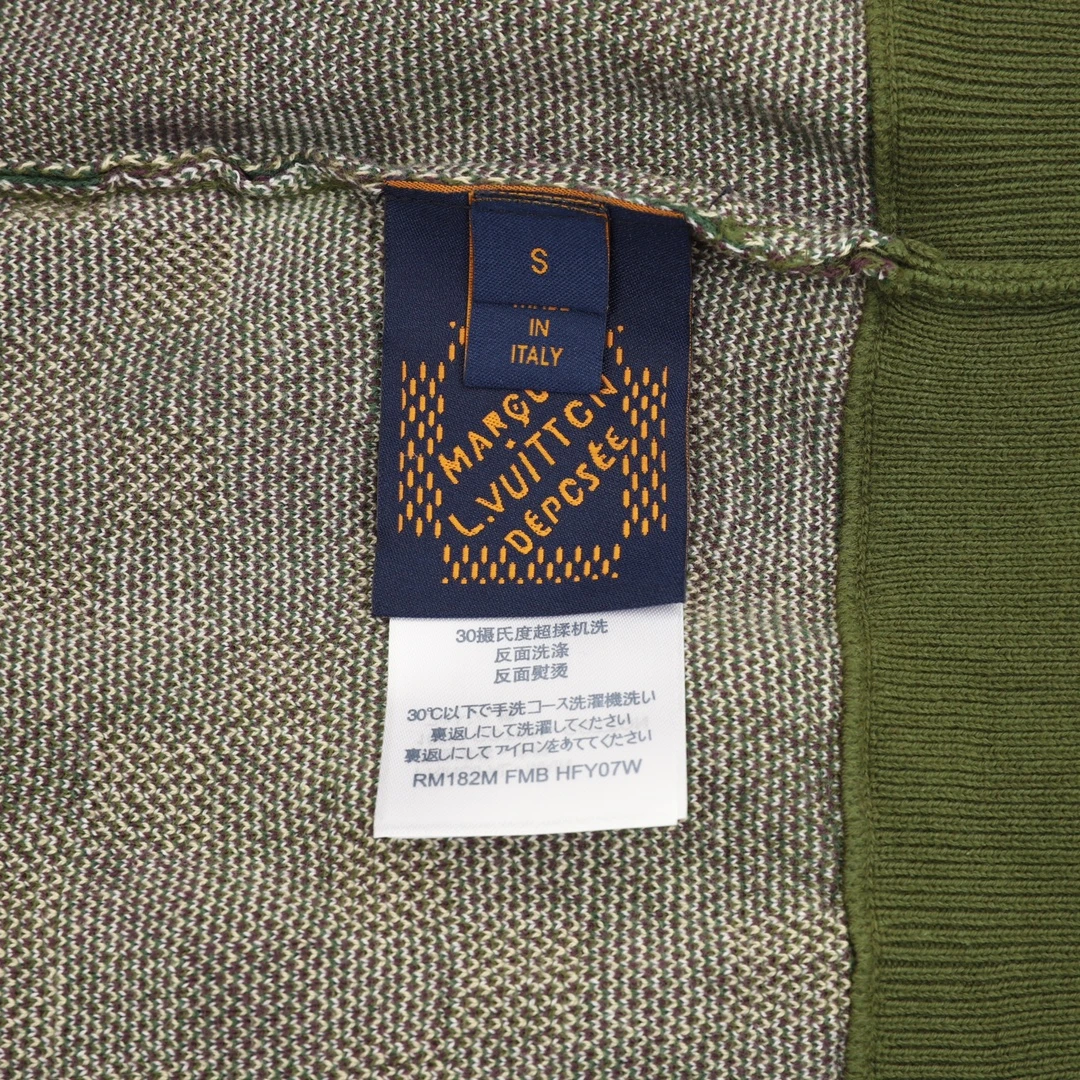 S
IN
ITALY
L.VUITTON
DÉPOSÉE
30摄氏度超揉机洗
反面洗涤
反面熨烫
30℃以下で手洗コース洗濯機洗い
裏返しにして洗濯してください
裏返しにしてアイロンをあててください
RM182M FMB HFY07W